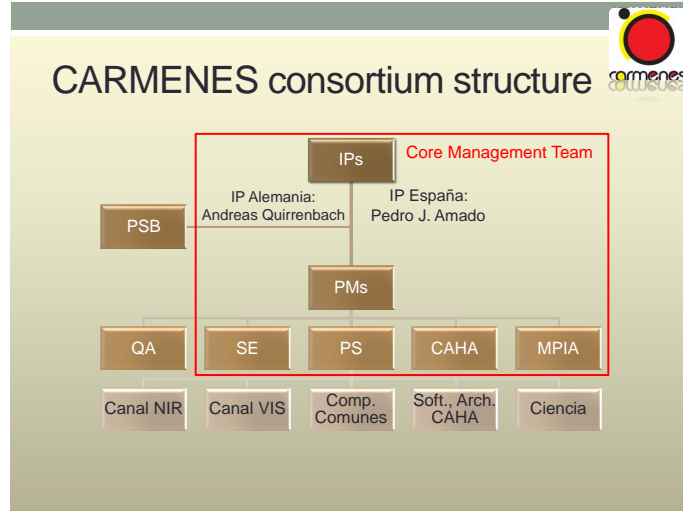 CARMENES consortium structure
carmenes
IPs
Core Management Team
IP Alemania:
Andreas Quirrenbach
IP España:
Pedro J. Amado
PSB
PMs
QA
SE
PS
CAHA
MPIA
Canal NIR
Canal VIS
Comp.
Comunes
Soft., Arch.
CAHA
Ciencia